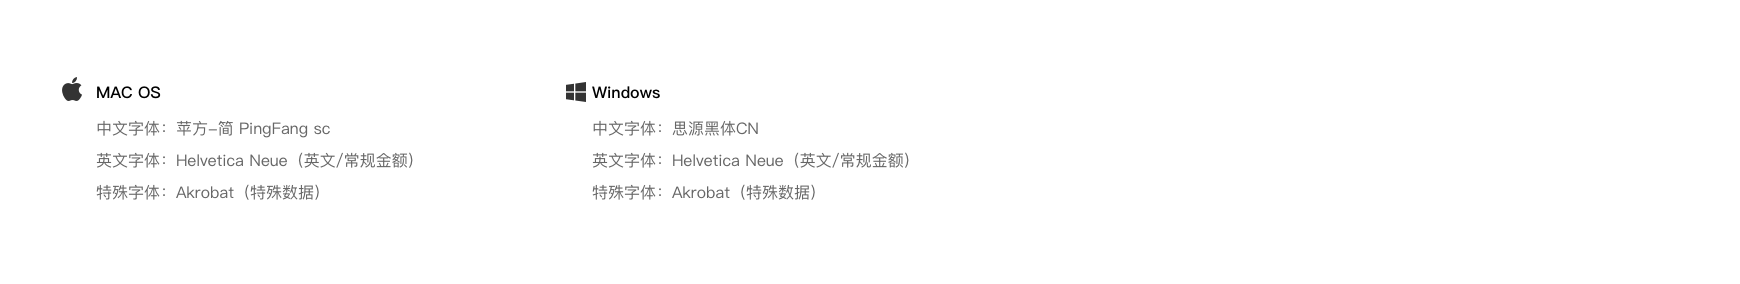 MAC OS
中文字体：苹方-简 PingFang sc
英文字体：Helvetica Neue（英文/常规金额）
特殊字体：Akrobat（特殊数据）
Windows
中文字体：思源黑体CN
英文字体：Helvetica Neue（英文/常规金额）
特殊字体：Akrobat（特殊数据）